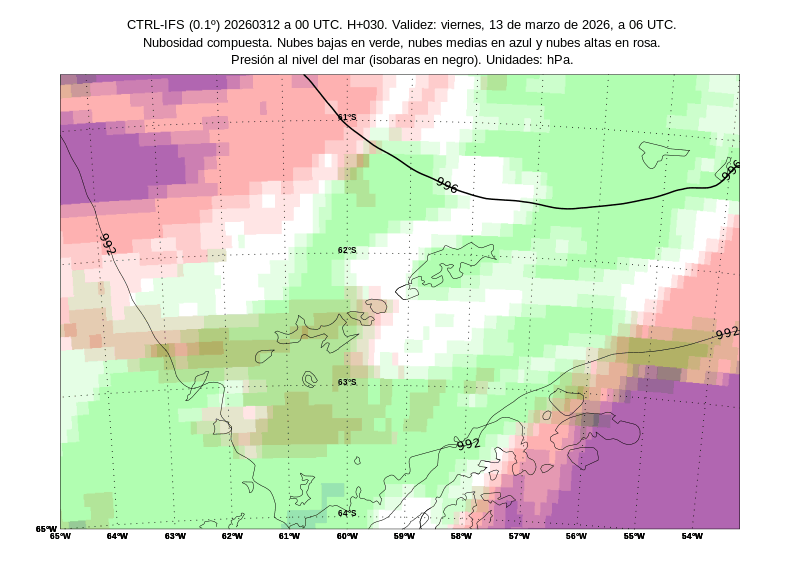 CTRL-IFS (0.1º) 20260312 a 00 UTC. H+030. Validez: viernes, 13 de marzo de 2026, a 06 UTC.
Nubosidad compuesta. Nubes bajas en verde, nubes medias en azul y nubes altas en rosa.
Presión al nivel del mar (isobaras en negro). Unidades: hPa.
61°S
996
996
992
62°S
992
63°S
992
64°S
65°W
65°W 64°W 63°W 62°W 61°W 60°W 59°W 58°W 57°W 56°W 55°W 54°W